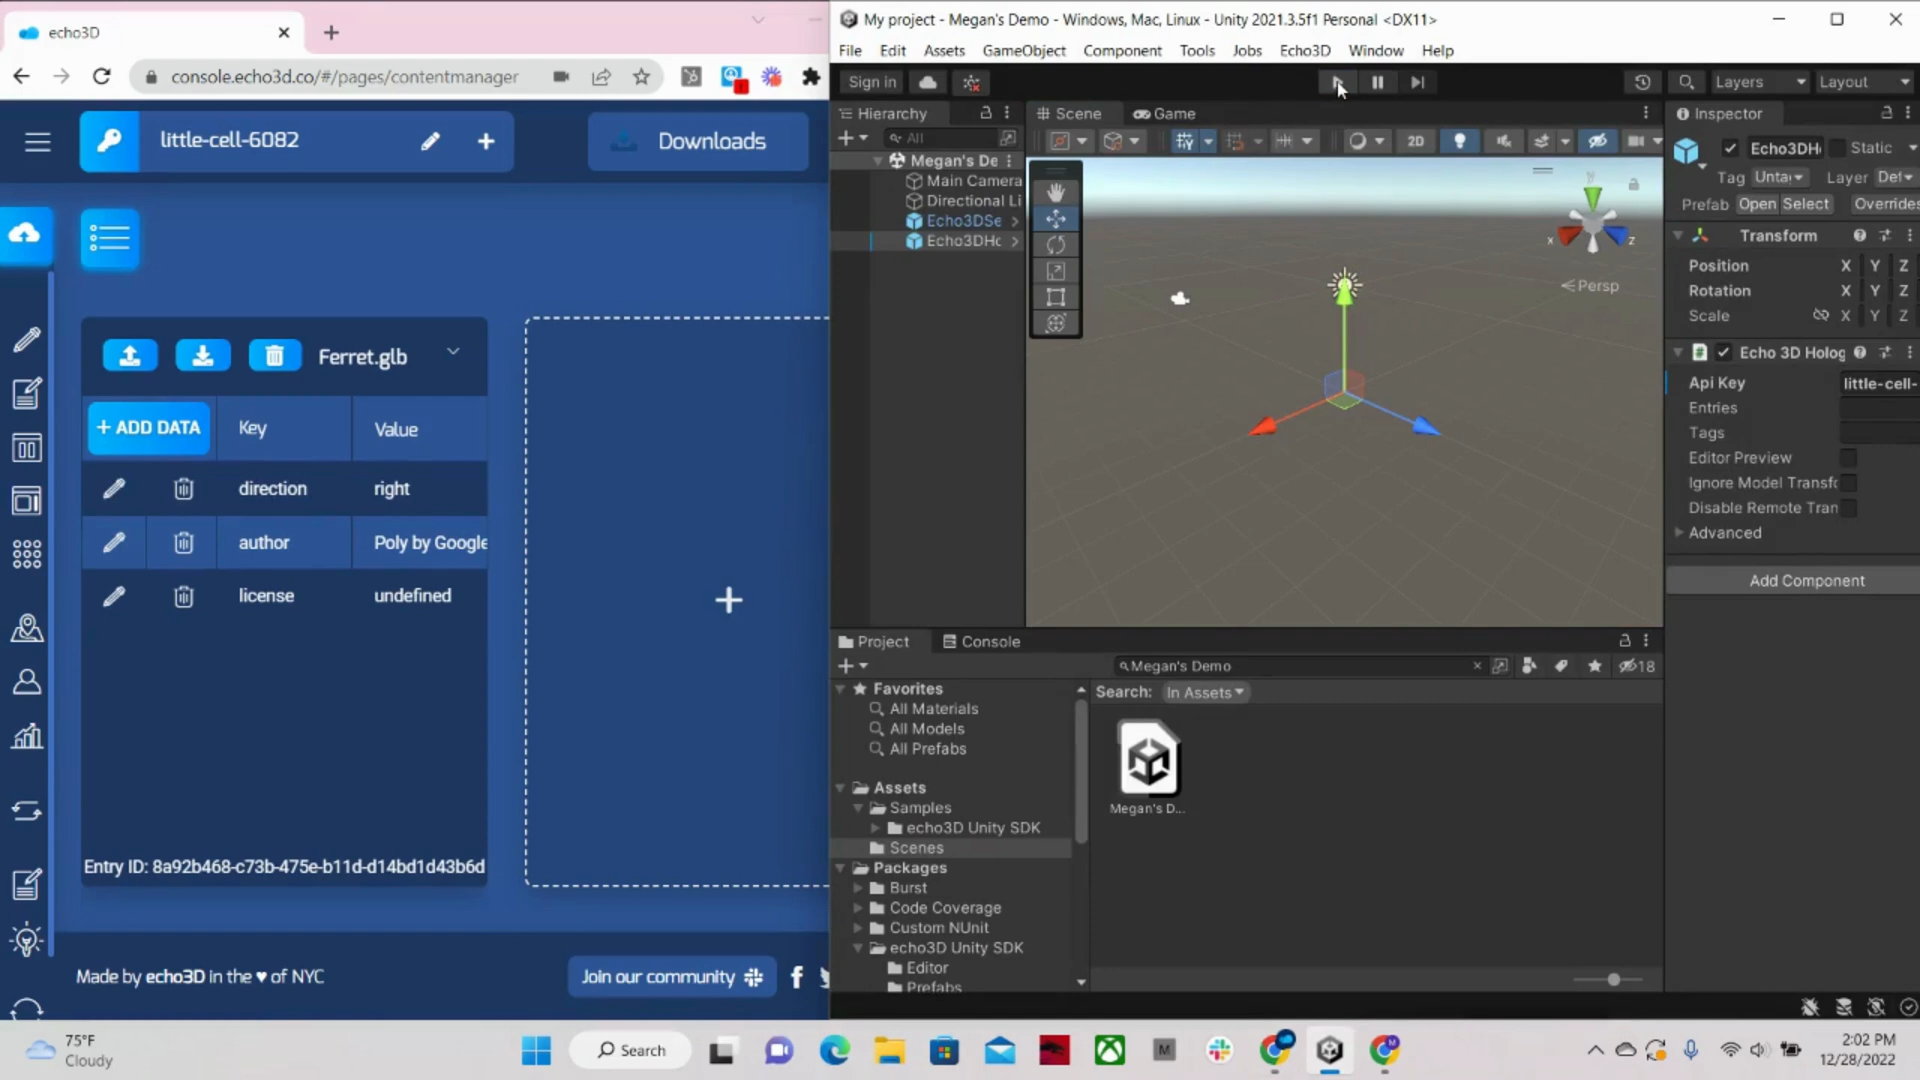 echo3D
console.echo3d.co/#/pages/contentmanager
little-cell-6082
Downloads
Ferret.glb
+ ADD DATA Key Value
direction right
author Poly by Google
license undefined
Entry ID: 8a92b468-c73b-475e-b11d-d14bd1d43b6d
Made by echo3D in the ♥ of NYC
Join our community
My project - Megan's Demo - Windows, Mac, Linux - Unity 2021.3.5f1 Personal <DX11>
File Edit Assets GameObject Component Tools Jobs Echo3D Window Help
Sign in
Layers Layout
Hierarchy
All
Megan's De
Main Camera
Directional Li
Echo3DSe
Echo3DHo
Scene Game
2D
y
x
z
Persp
Inspector
Echo3DH
Static
Tag Unta Layer Def
Prefab Open Select Overrides
Transform
Position X Y Z
Rotation X Y Z
Scale X Y Z
Echo 3D Holog
Api Key little-cell-
Entries
Tags
Editor Preview
Ignore Model Transfo
Disable Remote Tran
Advanced
Add Component
Project Console
Megan's Demo
18
Favorites
All Materials
All Models
All Prefabs
Assets
Samples
echo3D Unity SDK
Scenes
Packages
Burst
Code Coverage
Custom NUnit
echo3D Unity SDK
Editor
Prefabs
Search: In Assets
Megan's D...
75°F
Cloudy
Search
M
2:02 PM
12/28/2022